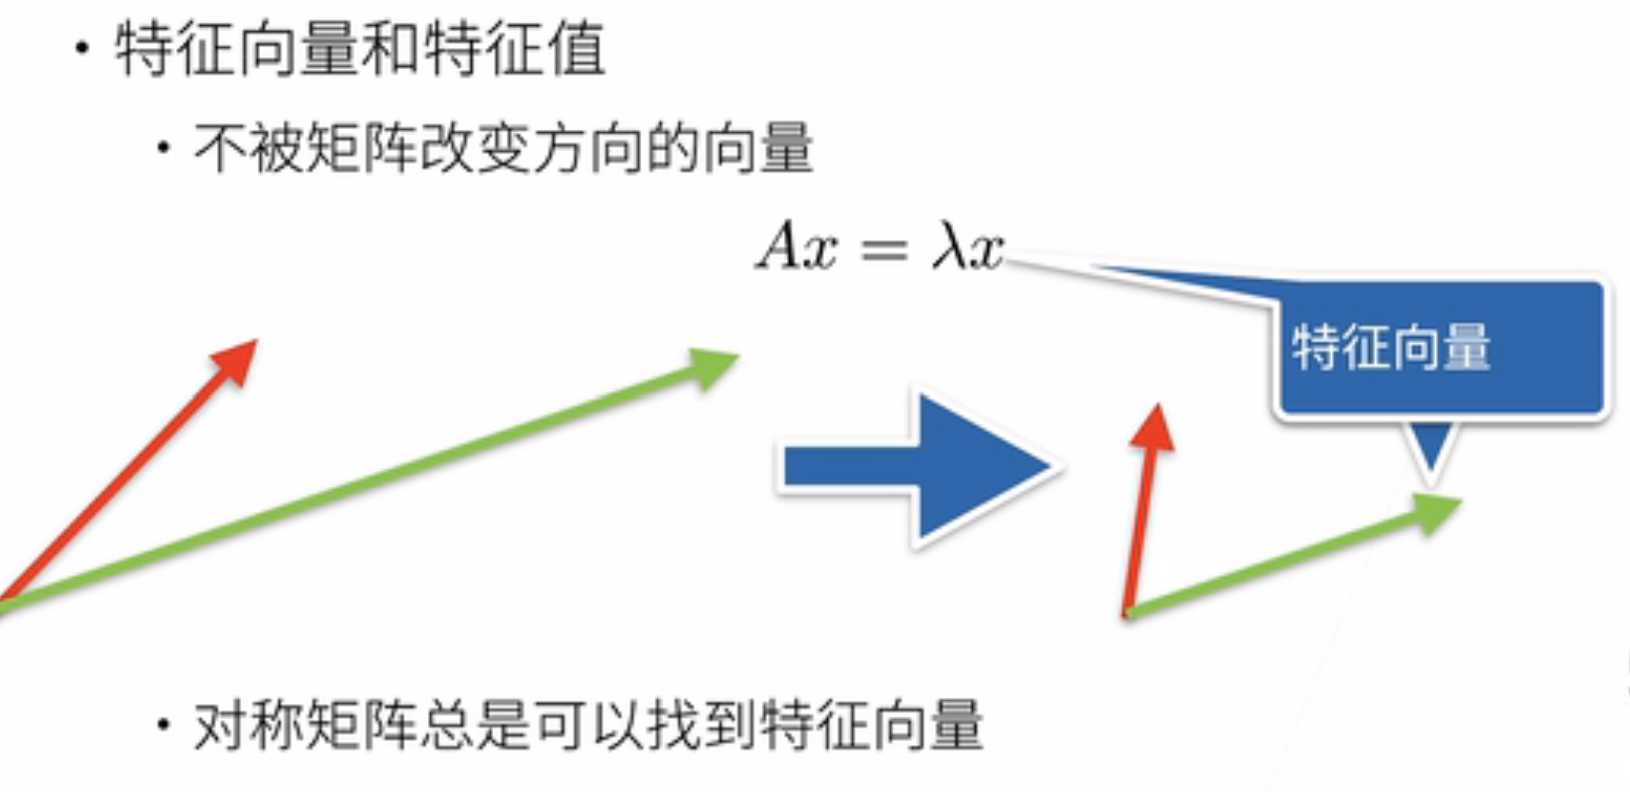 • 特征向量和特征值
• 不被矩阵改变方向的向量
Ax = λx
特征向量
• 对称矩阵总是可以找到特征向量